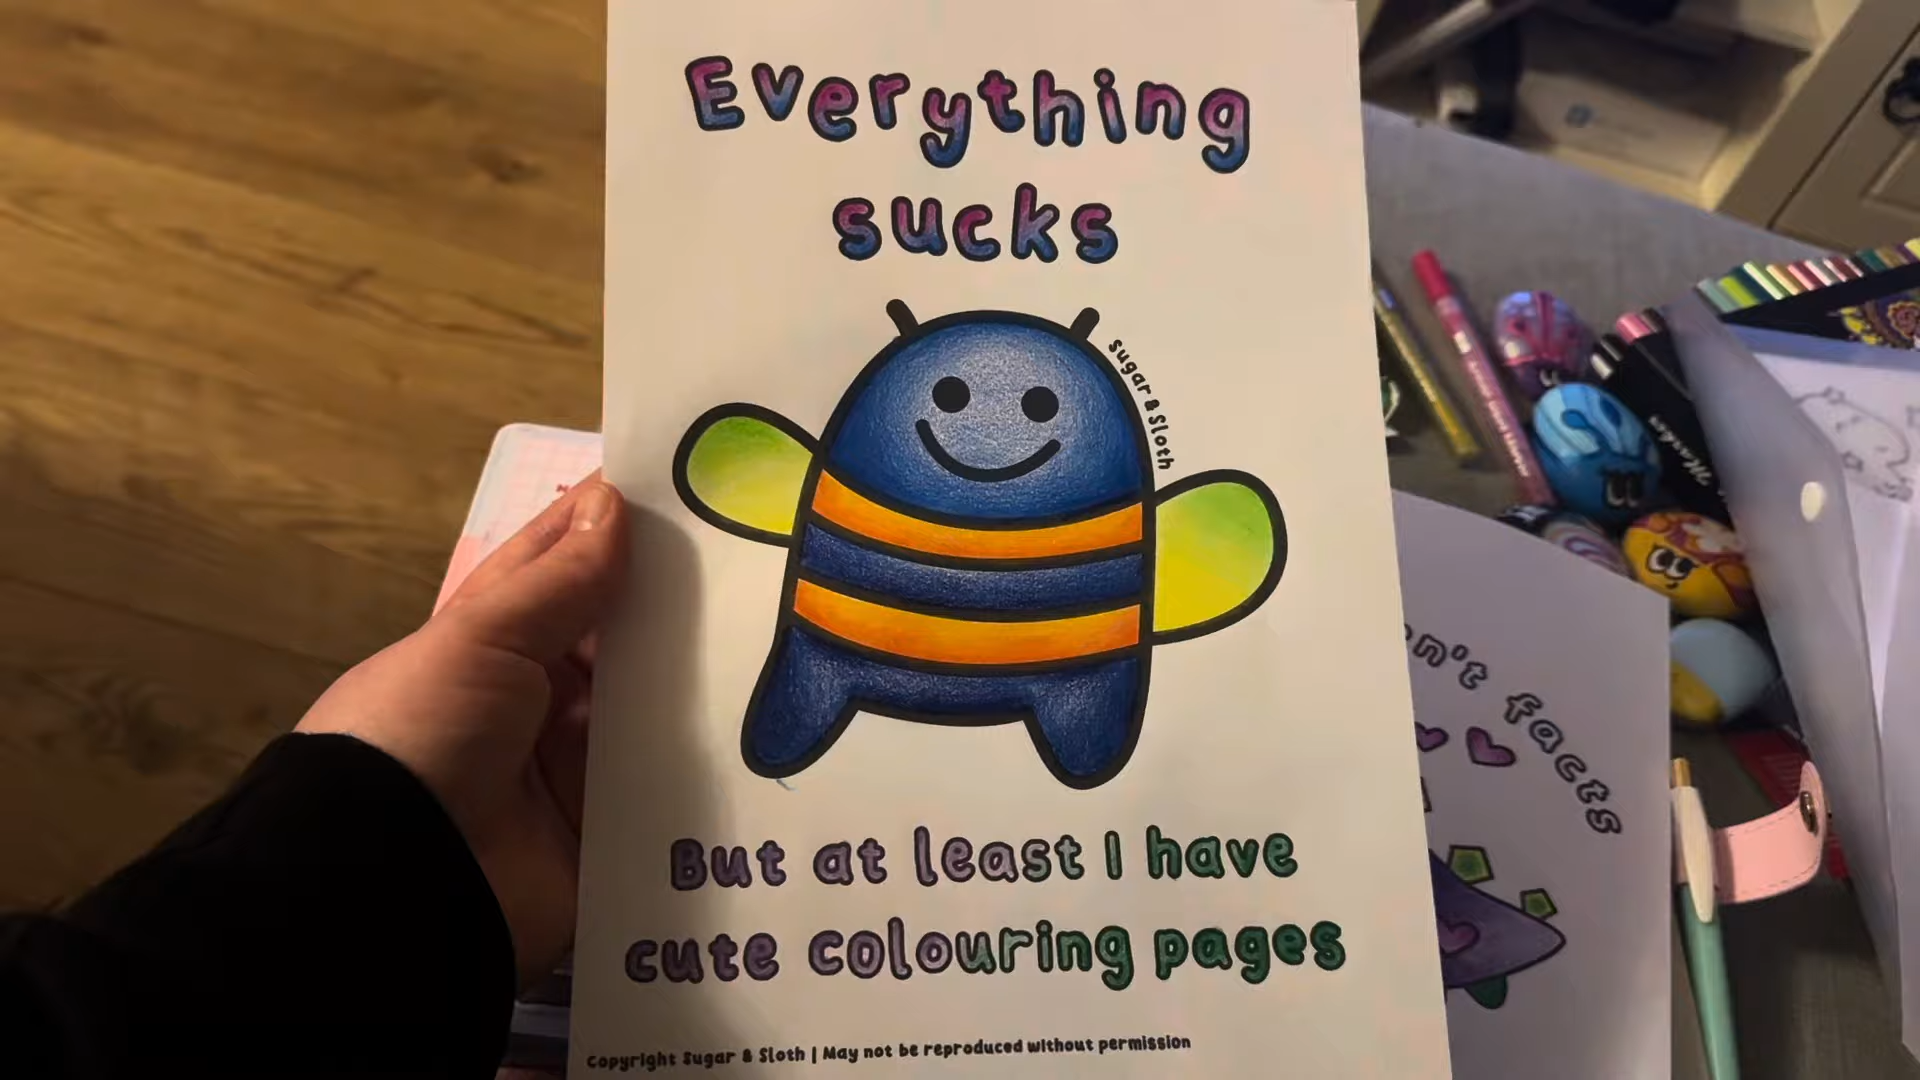 Everything
sucks
Sugar & Sloth
But at least I have
cute colouring pages
Copyright Sugar & Sloth | May not be reproduced without permission
n't facts
Marker